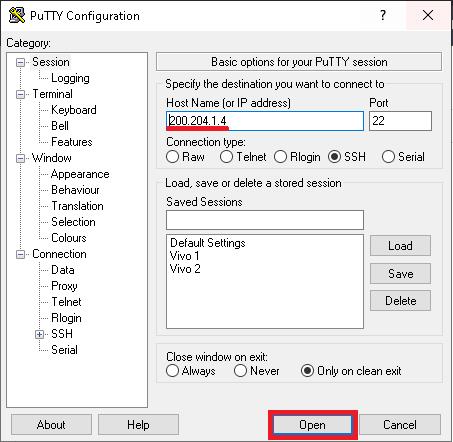 PuTTY Configuration
?
Category:
Session
Logging
Terminal
Keyboard
Bell
Features
Window
Appearance
Behaviour
Translation
Selection
Colours
Connection
Data
Proxy
Telnet
Rlogin
SSH
Serial
Basic options for your PuTTY session
Specify the destination you want to connect to
Host Name (or IP address) Port
200.204.1.4 22
Connection type:
Raw Telnet Rlogin SSH Serial
Load, save or delete a stored session
Saved Sessions
Default Settings
Vivo 1
Vivo 2
Load
Save
Delete
Close window on exit:
Always Never Only on clean exit
About Help Open Cancel